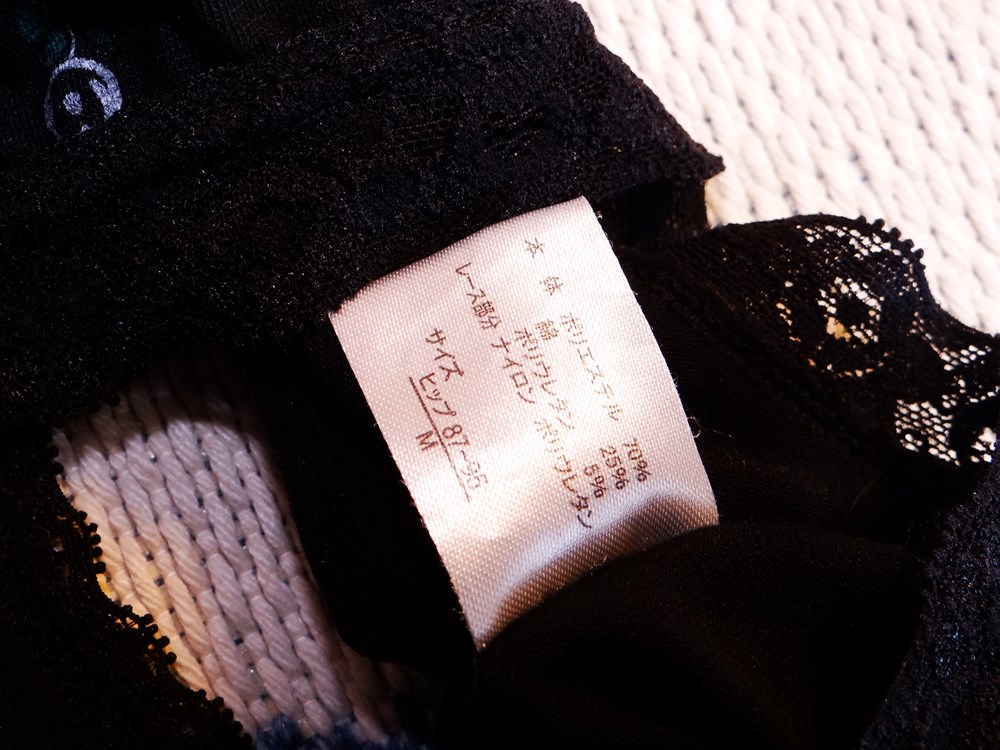 本体 ポリエステル 70%
綿 25%
ポリウレタン 5%
レース部分 ナイロン ポリウレタン
サイズ
ヒップ 87~95
M